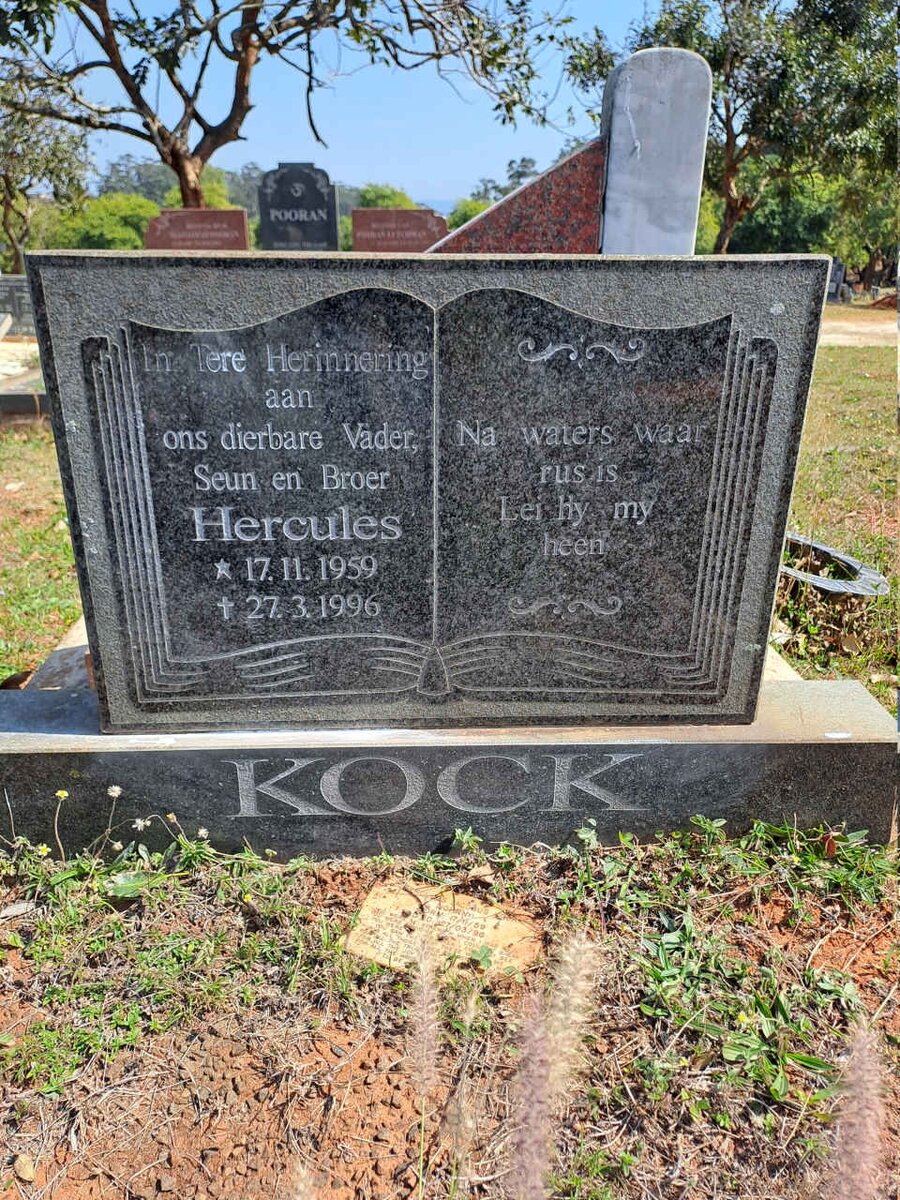 POORAN
In Tere Herinnering
aan
ons dierbare Vader,
Seun en Broer
Hercules
★ 17. 11. 1959
✝ 27. 3. 1996
Na waters waar
rus is
Lei hy my
heen
KOCK